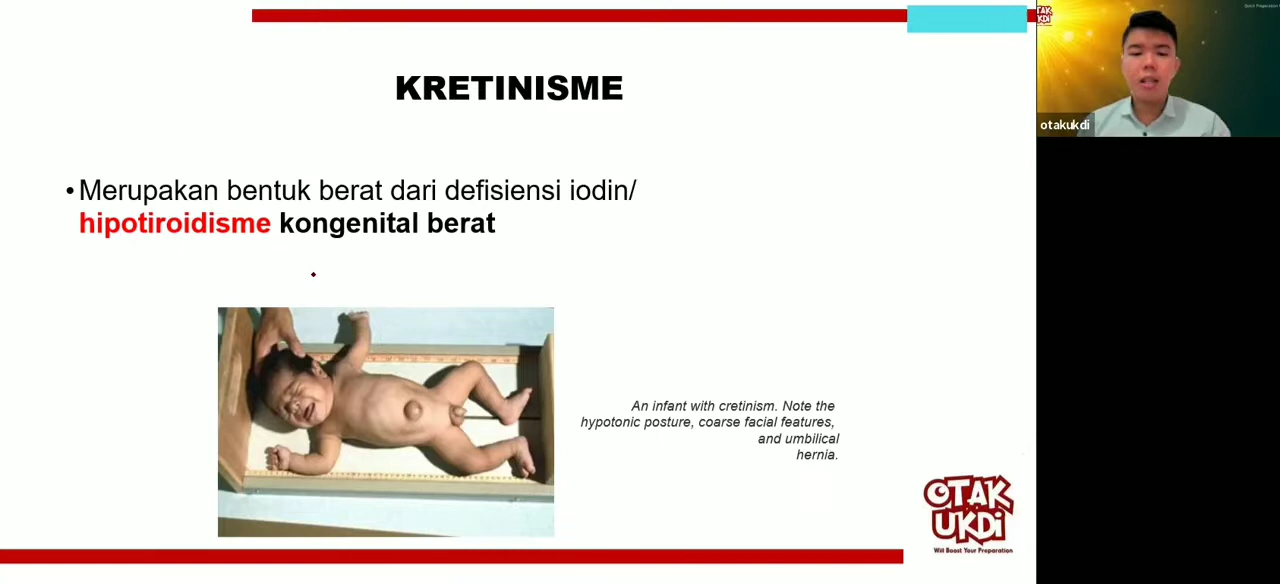 KRETINISME
• Merupakan bentuk berat dari defisiensi iodin/
hipotiroidisme kongenital berat
An infant with cretinism. Note the
hypotonic posture, coarse facial features,
and umbilical
hernia.
OTAK
UKDI
Will Boost Your Preparation
otakukdi